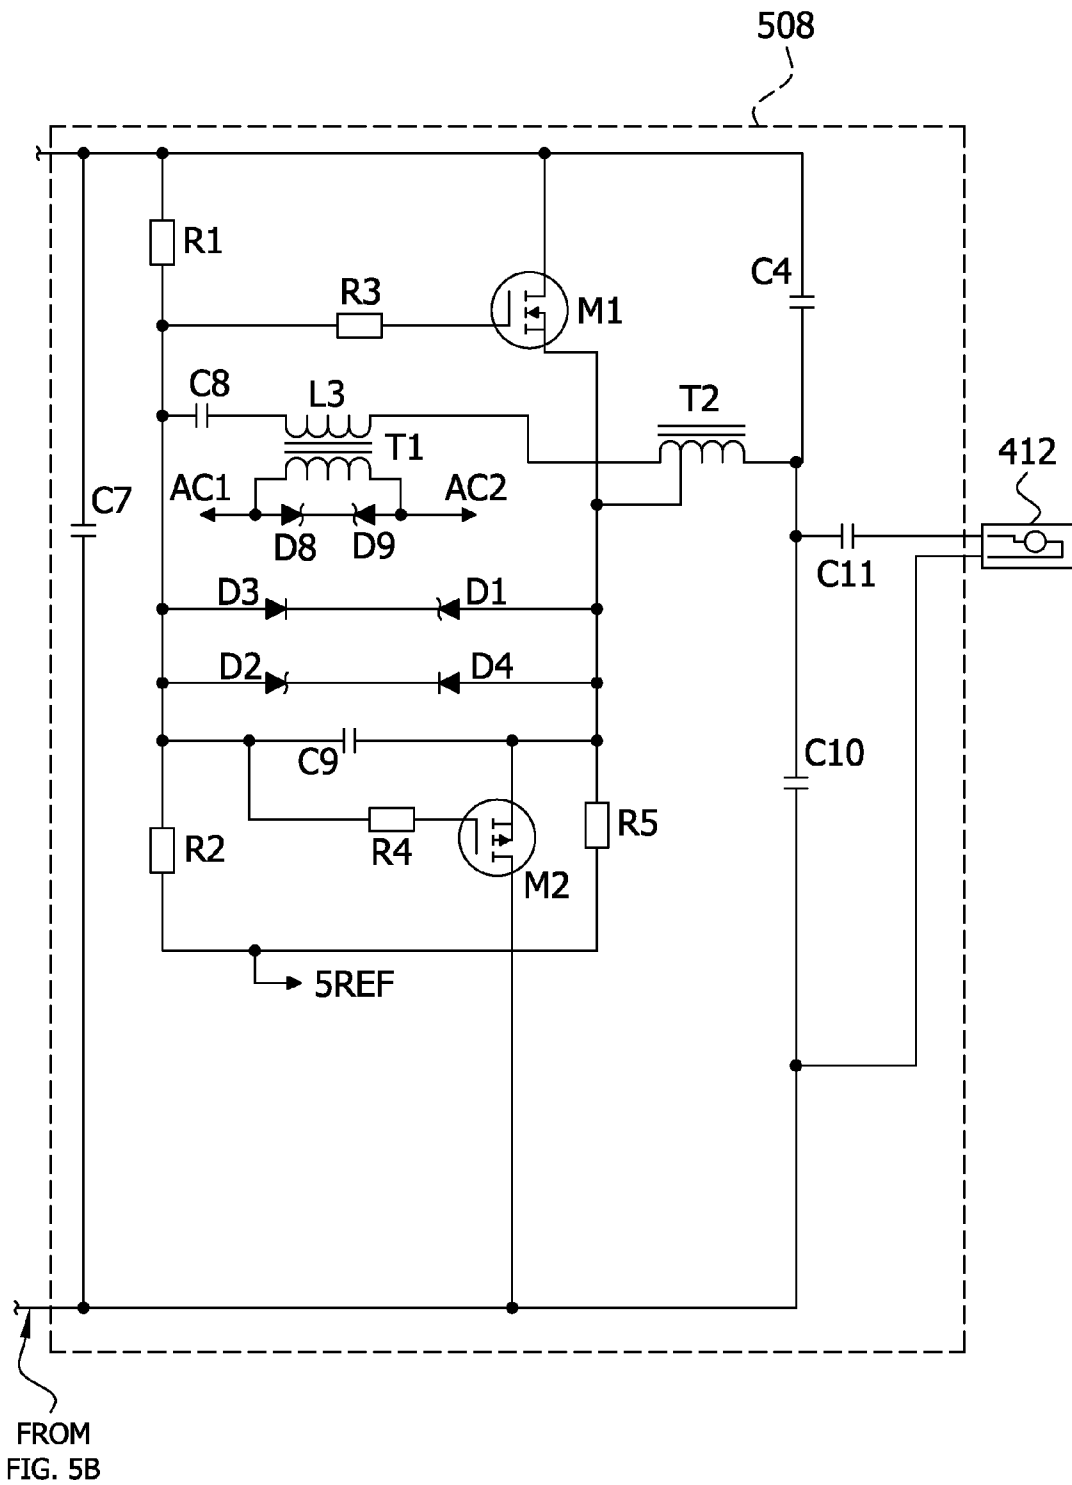 508
R1
R3
M1
C4
C8
L3
T1
T2
412
AC1
AC2
C7
D8
D9
C11
D3
D1
D2
D4
C9
C10
R2
R4
R5
M2
5REF
FROM
FIG. 5B